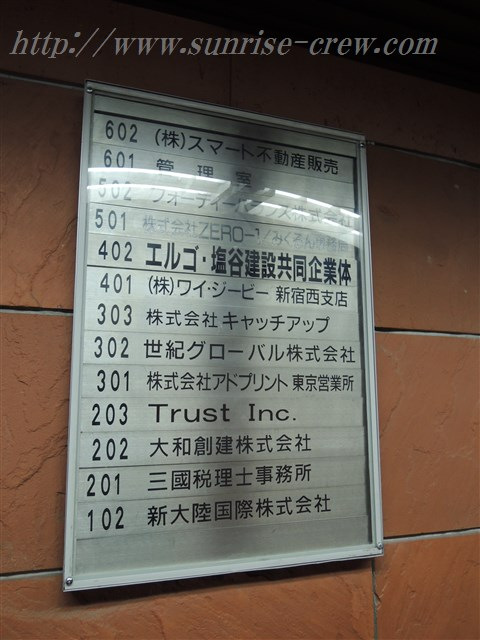 http://www.sunrise-crew.com
602 (株)スマート不動産販売
601 管理室
502
501 株式会社ZERO-1/
402 エルゴ・塩谷建設共同企業体
401 (株)ワイ・ジービー 新宿西支店
303 株式会社キャッチアップ
302 世紀グローバル株式会社
301 株式会社アドプリント 東京営業所
203 Trust Inc.
202 大和創建株式会社
201 三國税理士事務所
102 新大陸国際株式会社